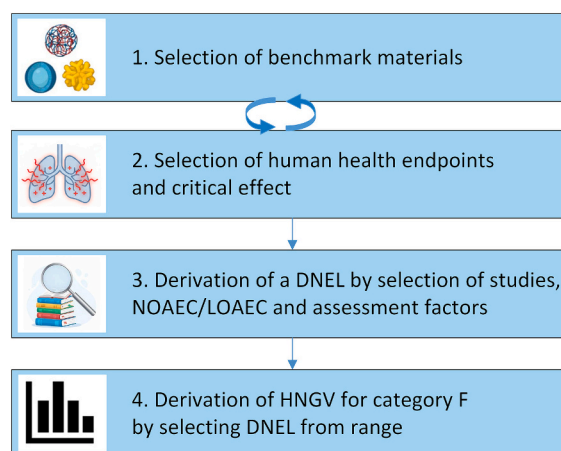 1. Selection of benchmark materials
2. Selection of human health endpoints
and critical effect
3. Derivation of a DNEL by selection of studies,
NOAEC/LOAEC and assessment factors
4. Derivation of HNGV for category F
by selecting DNEL from range